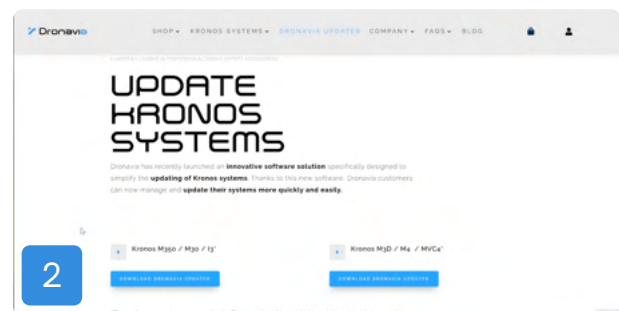 Dronavia
SHOP KRONOS SYSTEMS DRONAVIA UPDATER COMPANY FAQS BLOG
UPDATE
KRONOS
SYSTEMS
Dronavia has recently launched an innovative software solution specifically designed to
simplify the updating of Kronos systems. Thanks to this new software, Dronavia customers
can now manage and update their systems more quickly and easily.
Kronos M350 / M30 / I3*
Kronos M3D / M4 / MVC4*
DOWNLOAD DRONAVIA UPDATER
DOWNLOAD DRONAVIA UPDATER
2